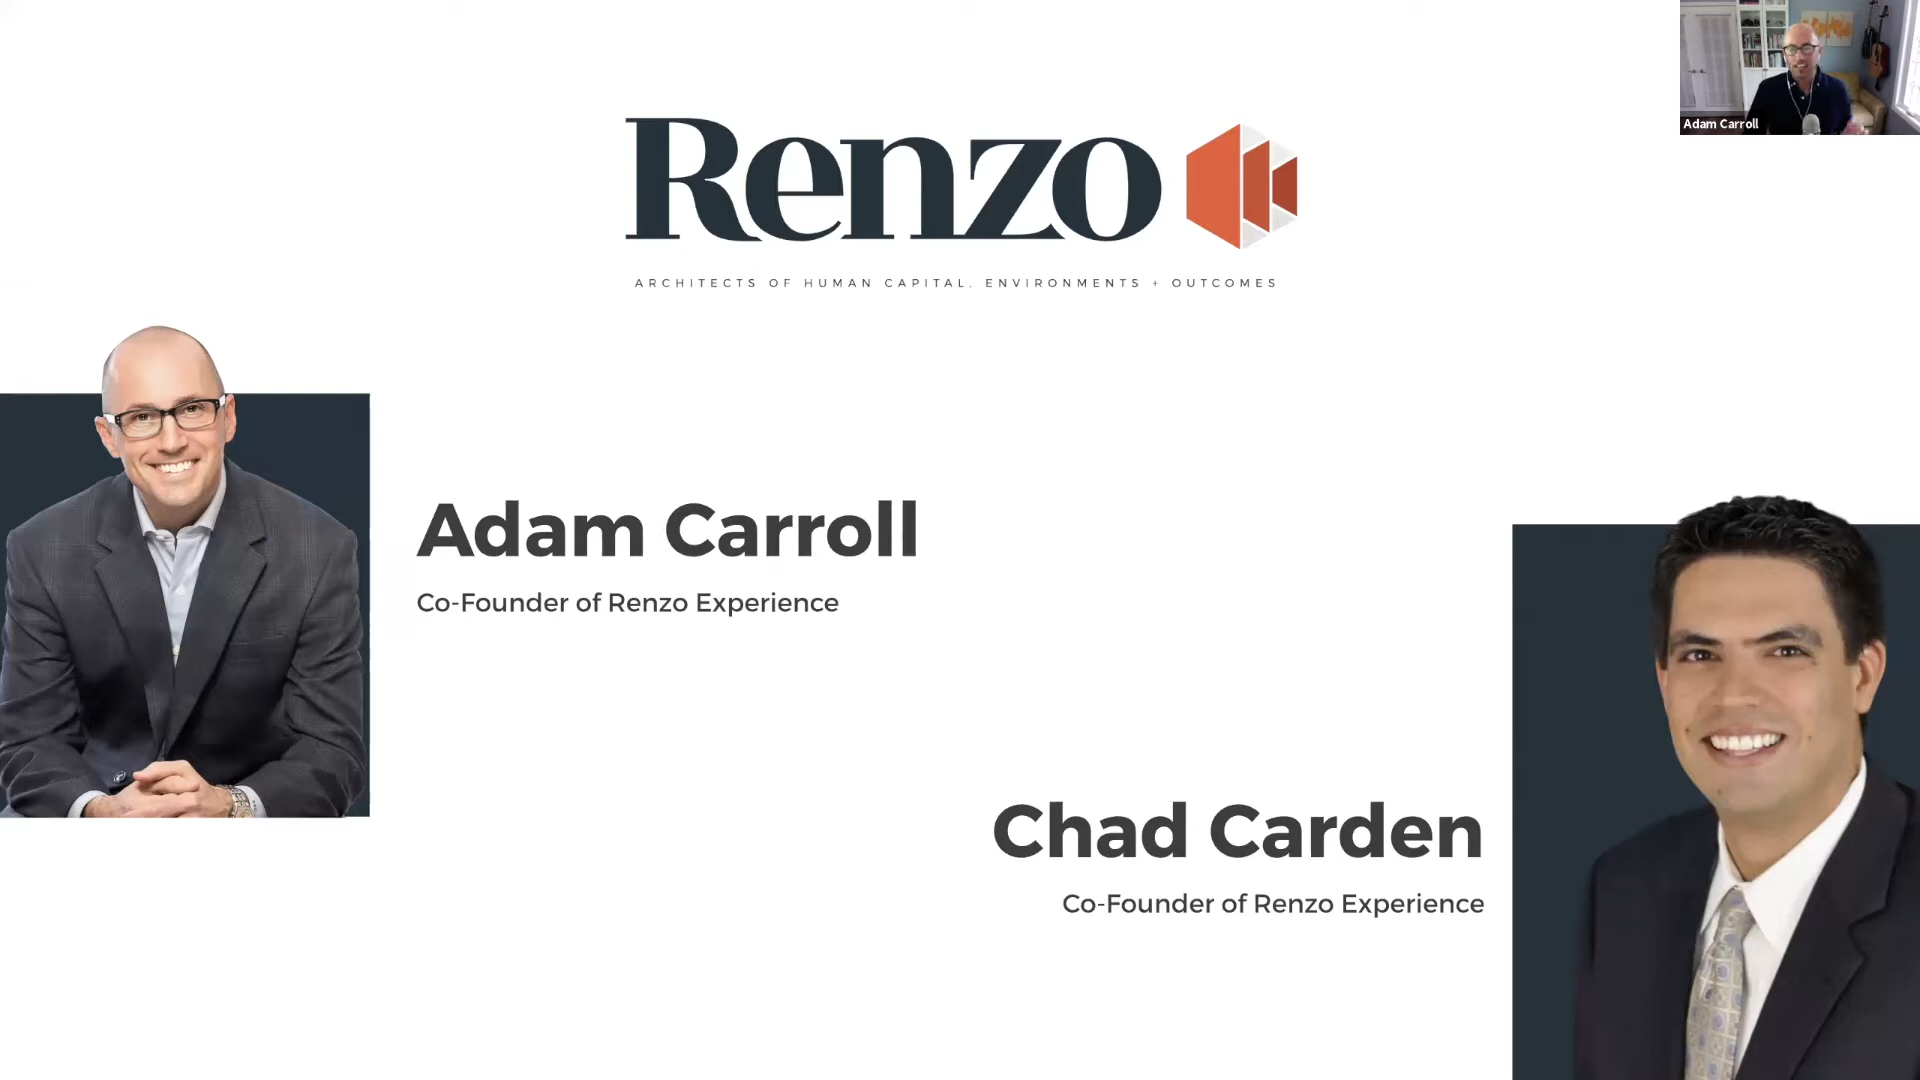 Adam Carroll
Renzo
ARCHITECTS OF HUMAN CAPITAL, ENVIRONMENTS + OUTCOMES
Adam Carroll
Co-Founder of Renzo Experience
Chad Carden
Co-Founder of Renzo Experience